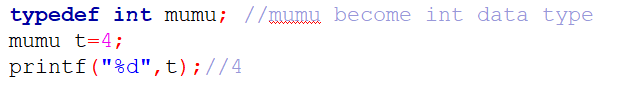 typedef int mumu; //mumu become int data type
mumu t=4;
printf("%d",t);//4